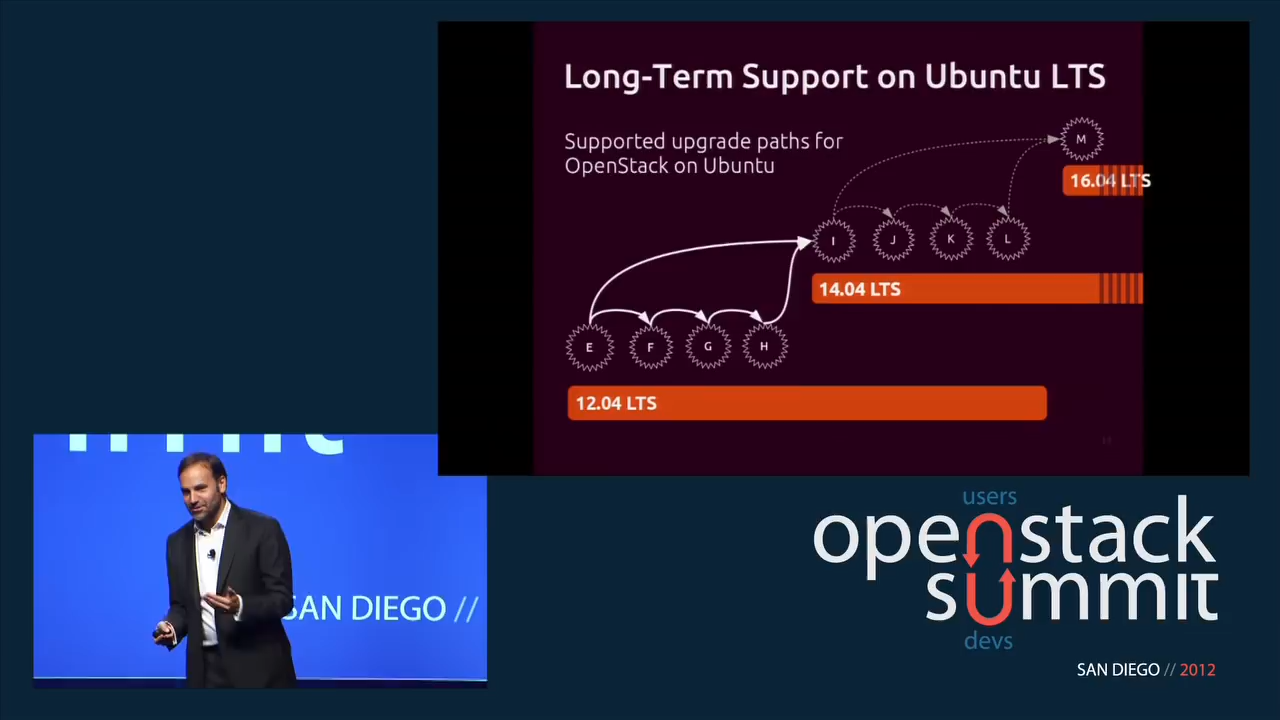 Long-Term Support on Ubuntu LTS
Supported upgrade paths for
OpenStack on Ubuntu
M
16.04 LTS
I J K L
14.04 LTS
E F G H
12.04 LTS
SAN DIEGO //
users
openstack
summit
devs
SAN DIEGO // 2012